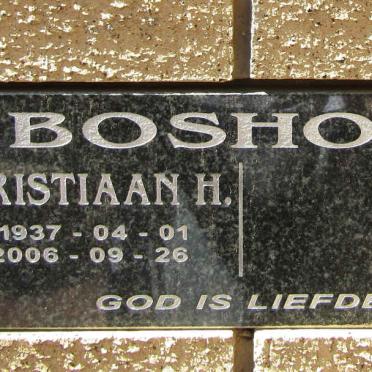 BOSHO
RISTIAAN H.
1937 - 04 - 01
2006 - 09 - 26
GOD IS LIEFDE